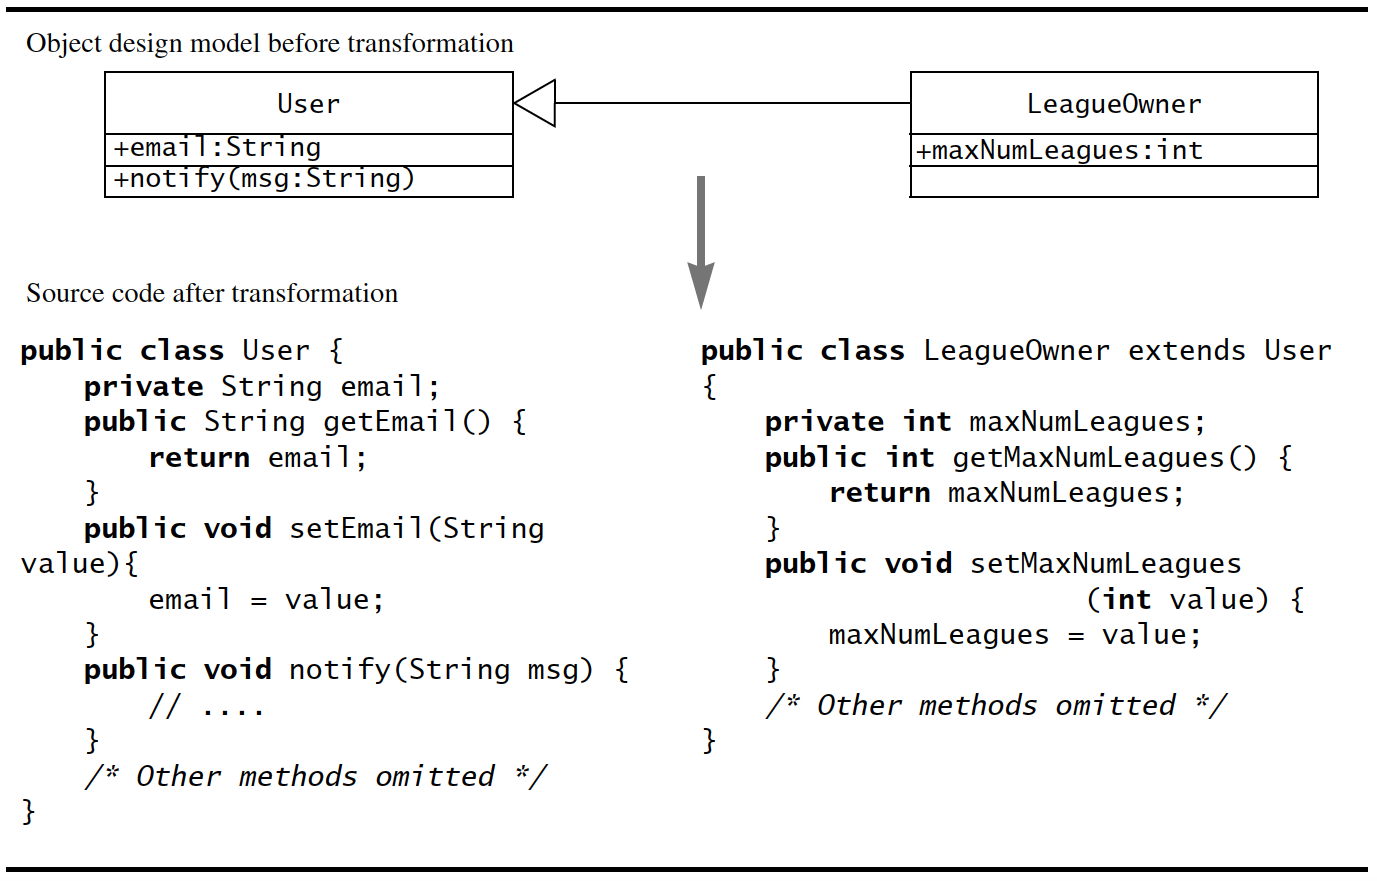 Object design model before transformation
User
+email:String
+notify(msg:String)
LeagueOwner
+maxNumLeagues:int
Source code after transformation
public class User {
private String email;
public String getEmail() {
return email;
}
public void setEmail(String
value){
email = value;
}
public void notify(String msg) {
// ....
}
/* Other methods omitted */
}
public class LeagueOwner extends User
{
private int maxNumLeagues;
public int getMaxNumLeagues() {
return maxNumLeagues;
}
public void setMaxNumLeagues
(int value) {
maxNumLeagues = value;
}
/* Other methods omitted */
}